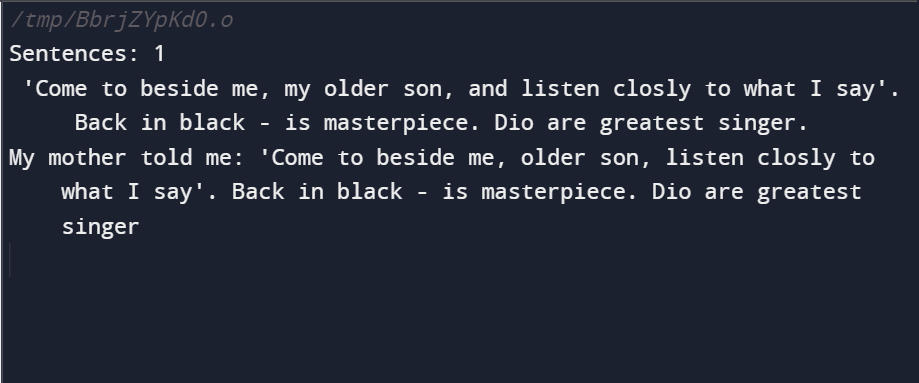 /tmp/BbrjZYpKd0.o
Sentences: 1
'Come to beside me, my older son, and listen closly to what I say'.
Back in black - is masterpiece. Dio are greatest singer.
My mother told me: 'Come to beside me, older son, listen closly to
what I say'. Back in black - is masterpiece. Dio are greatest
singer